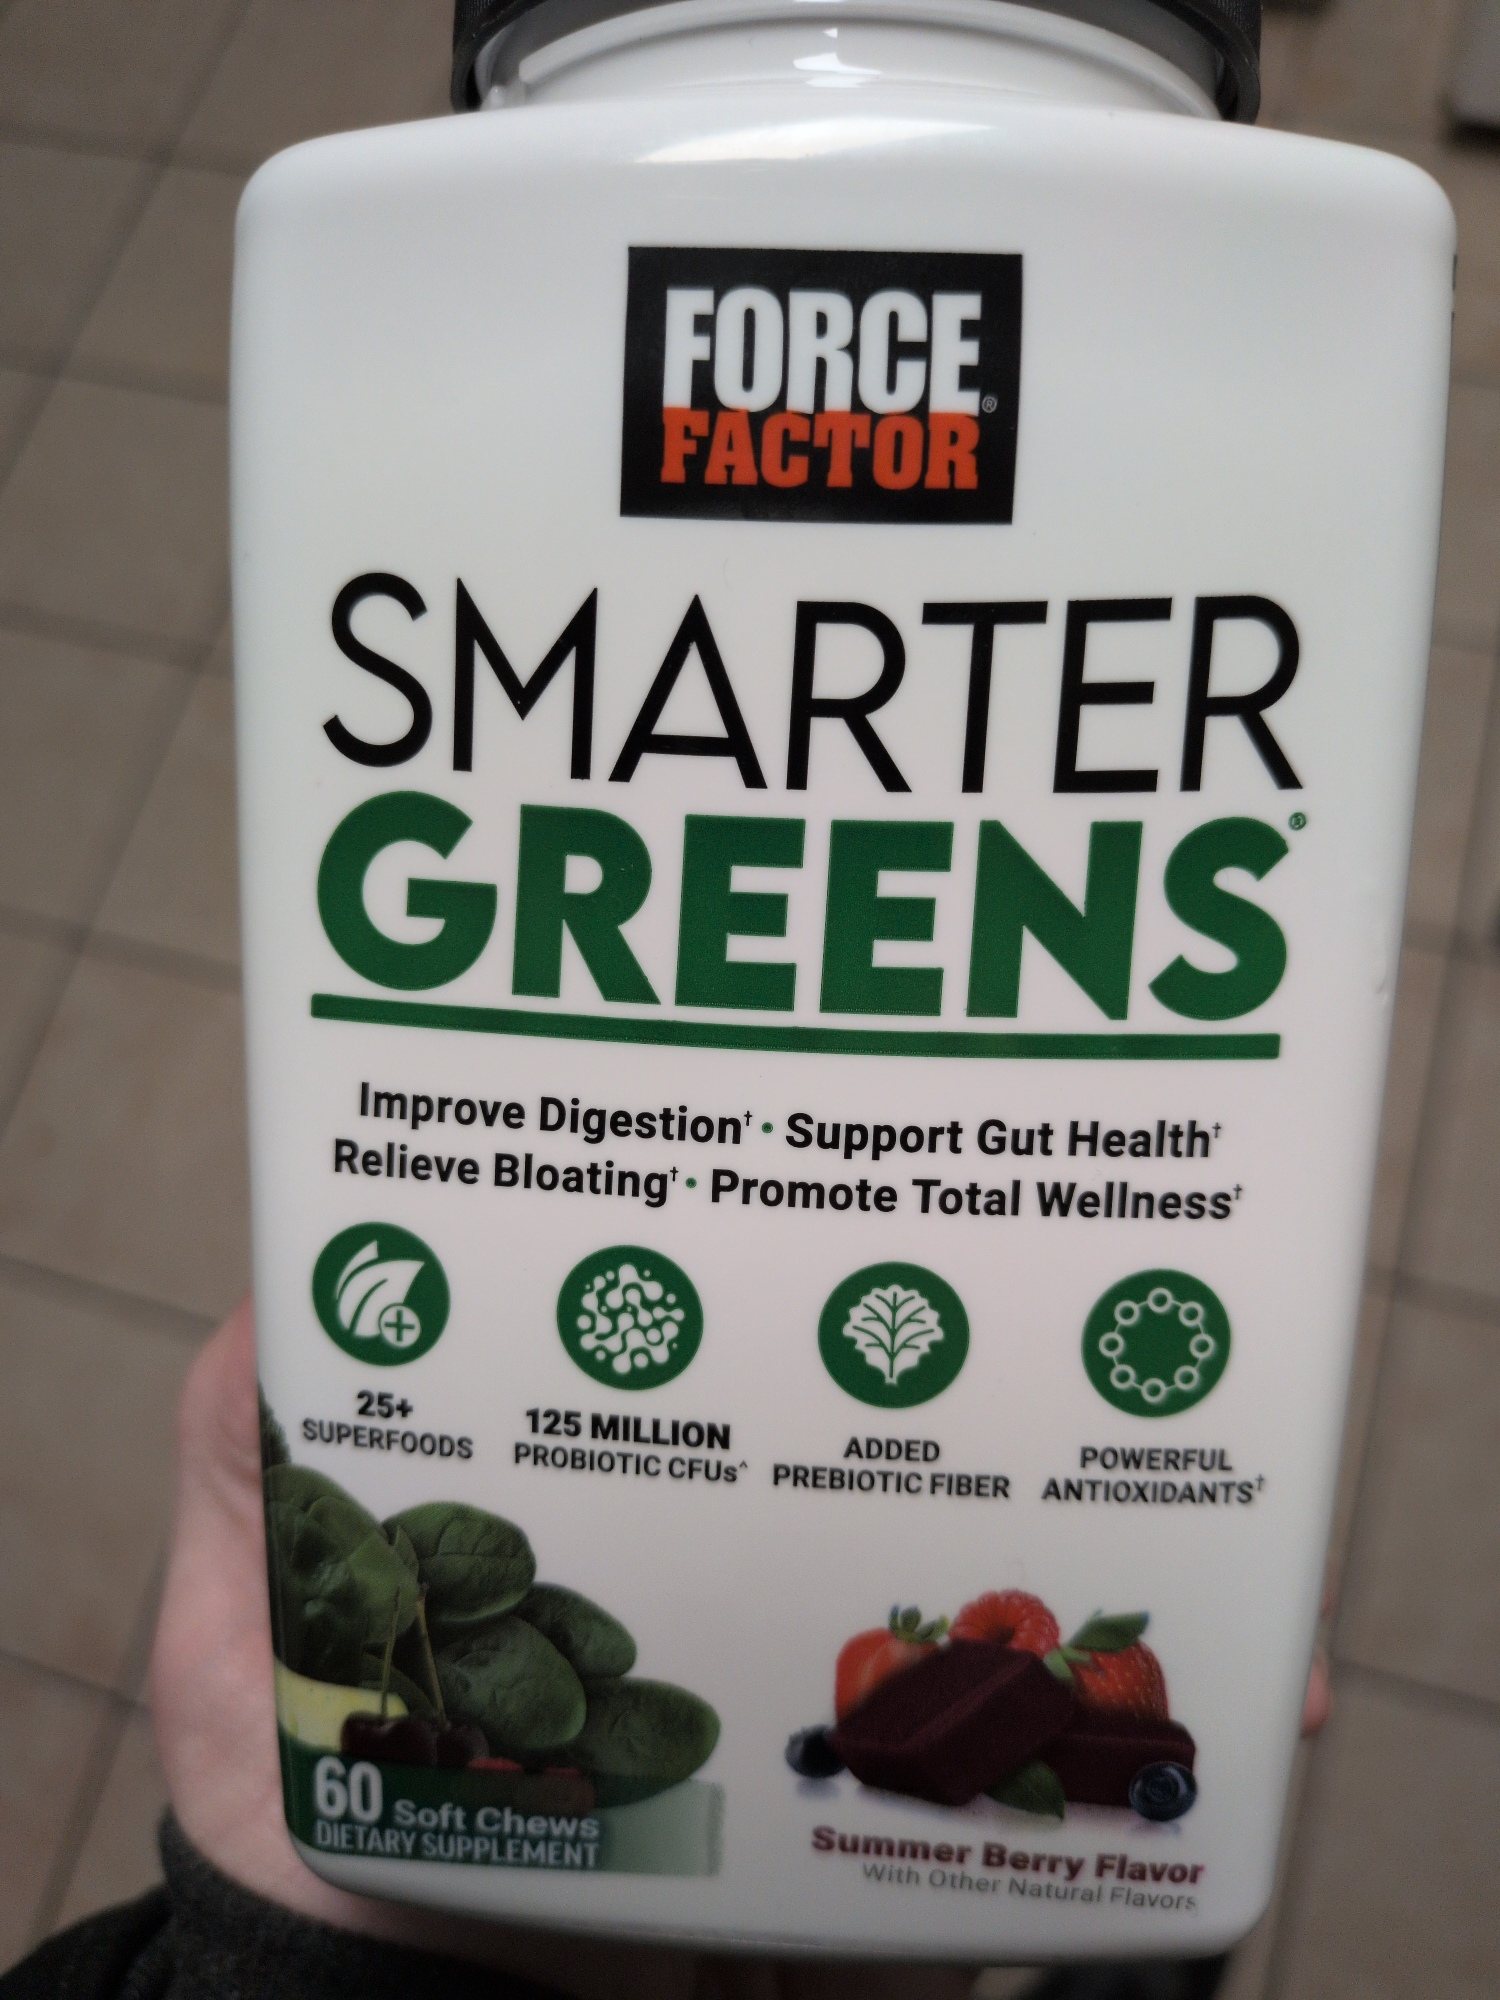 FORCE
FACTOR®
SMARTER
GREENS®
Improve Digestion† • Support Gut Health†
Relieve Bloating† • Promote Total Wellness†
25+
SUPERFOODS
125 MILLION
PROBIOTIC CFUs^
ADDED
PREBIOTIC FIBER
POWERFUL
ANTIOXIDANTS†
60 Soft Chews
DIETARY SUPPLEMENT
Summer Berry Flavor
With Other Natural Flavors